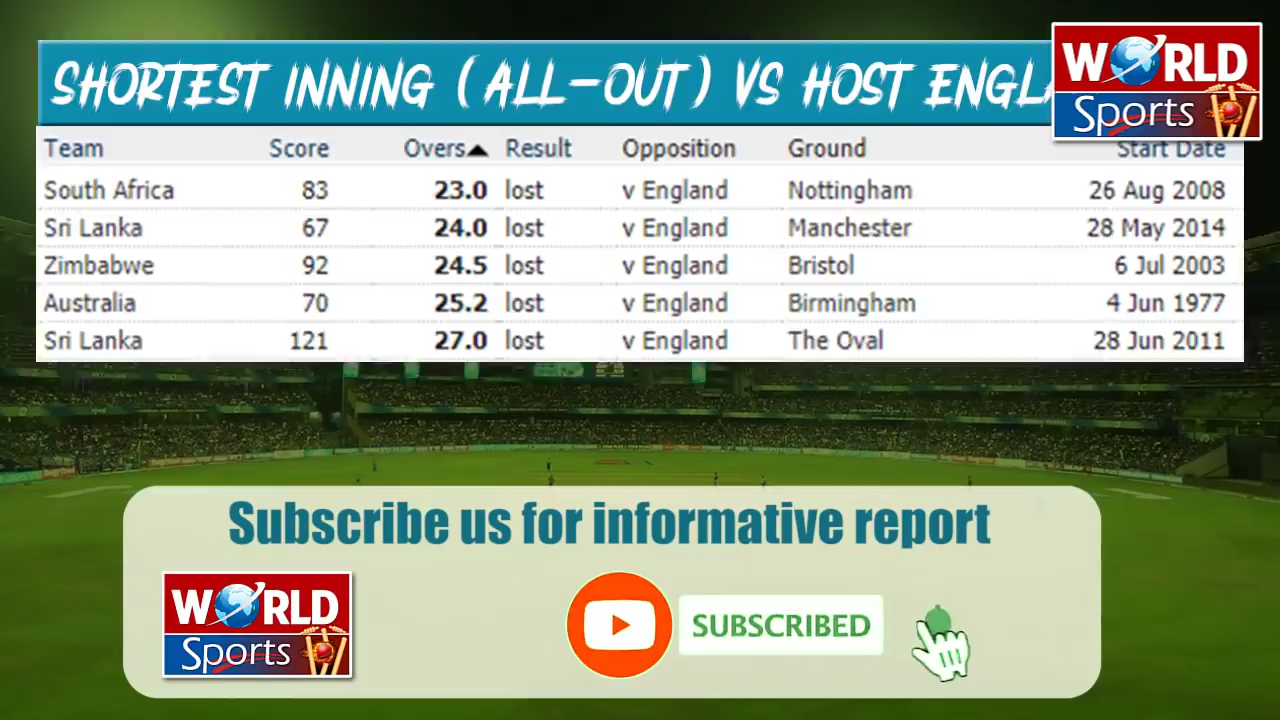 SHORTEST INNING (ALL-OUT) VS HOST ENGLA
WORLD
Sports
Team Score Overs Result Opposition Ground Start Date
South Africa 83 23.0 lost v England Nottingham 26 Aug 2008
Sri Lanka 67 24.0 lost v England Manchester 28 May 2014
Zimbabwe 92 24.5 lost v England Bristol 6 Jul 2003
Australia 70 25.2 lost v England Birmingham 4 Jun 1977
Sri Lanka 121 27.0 lost v England The Oval 28 Jun 2011
Subscribe us for informative report
WORLD
Sports
SUBSCRIBED